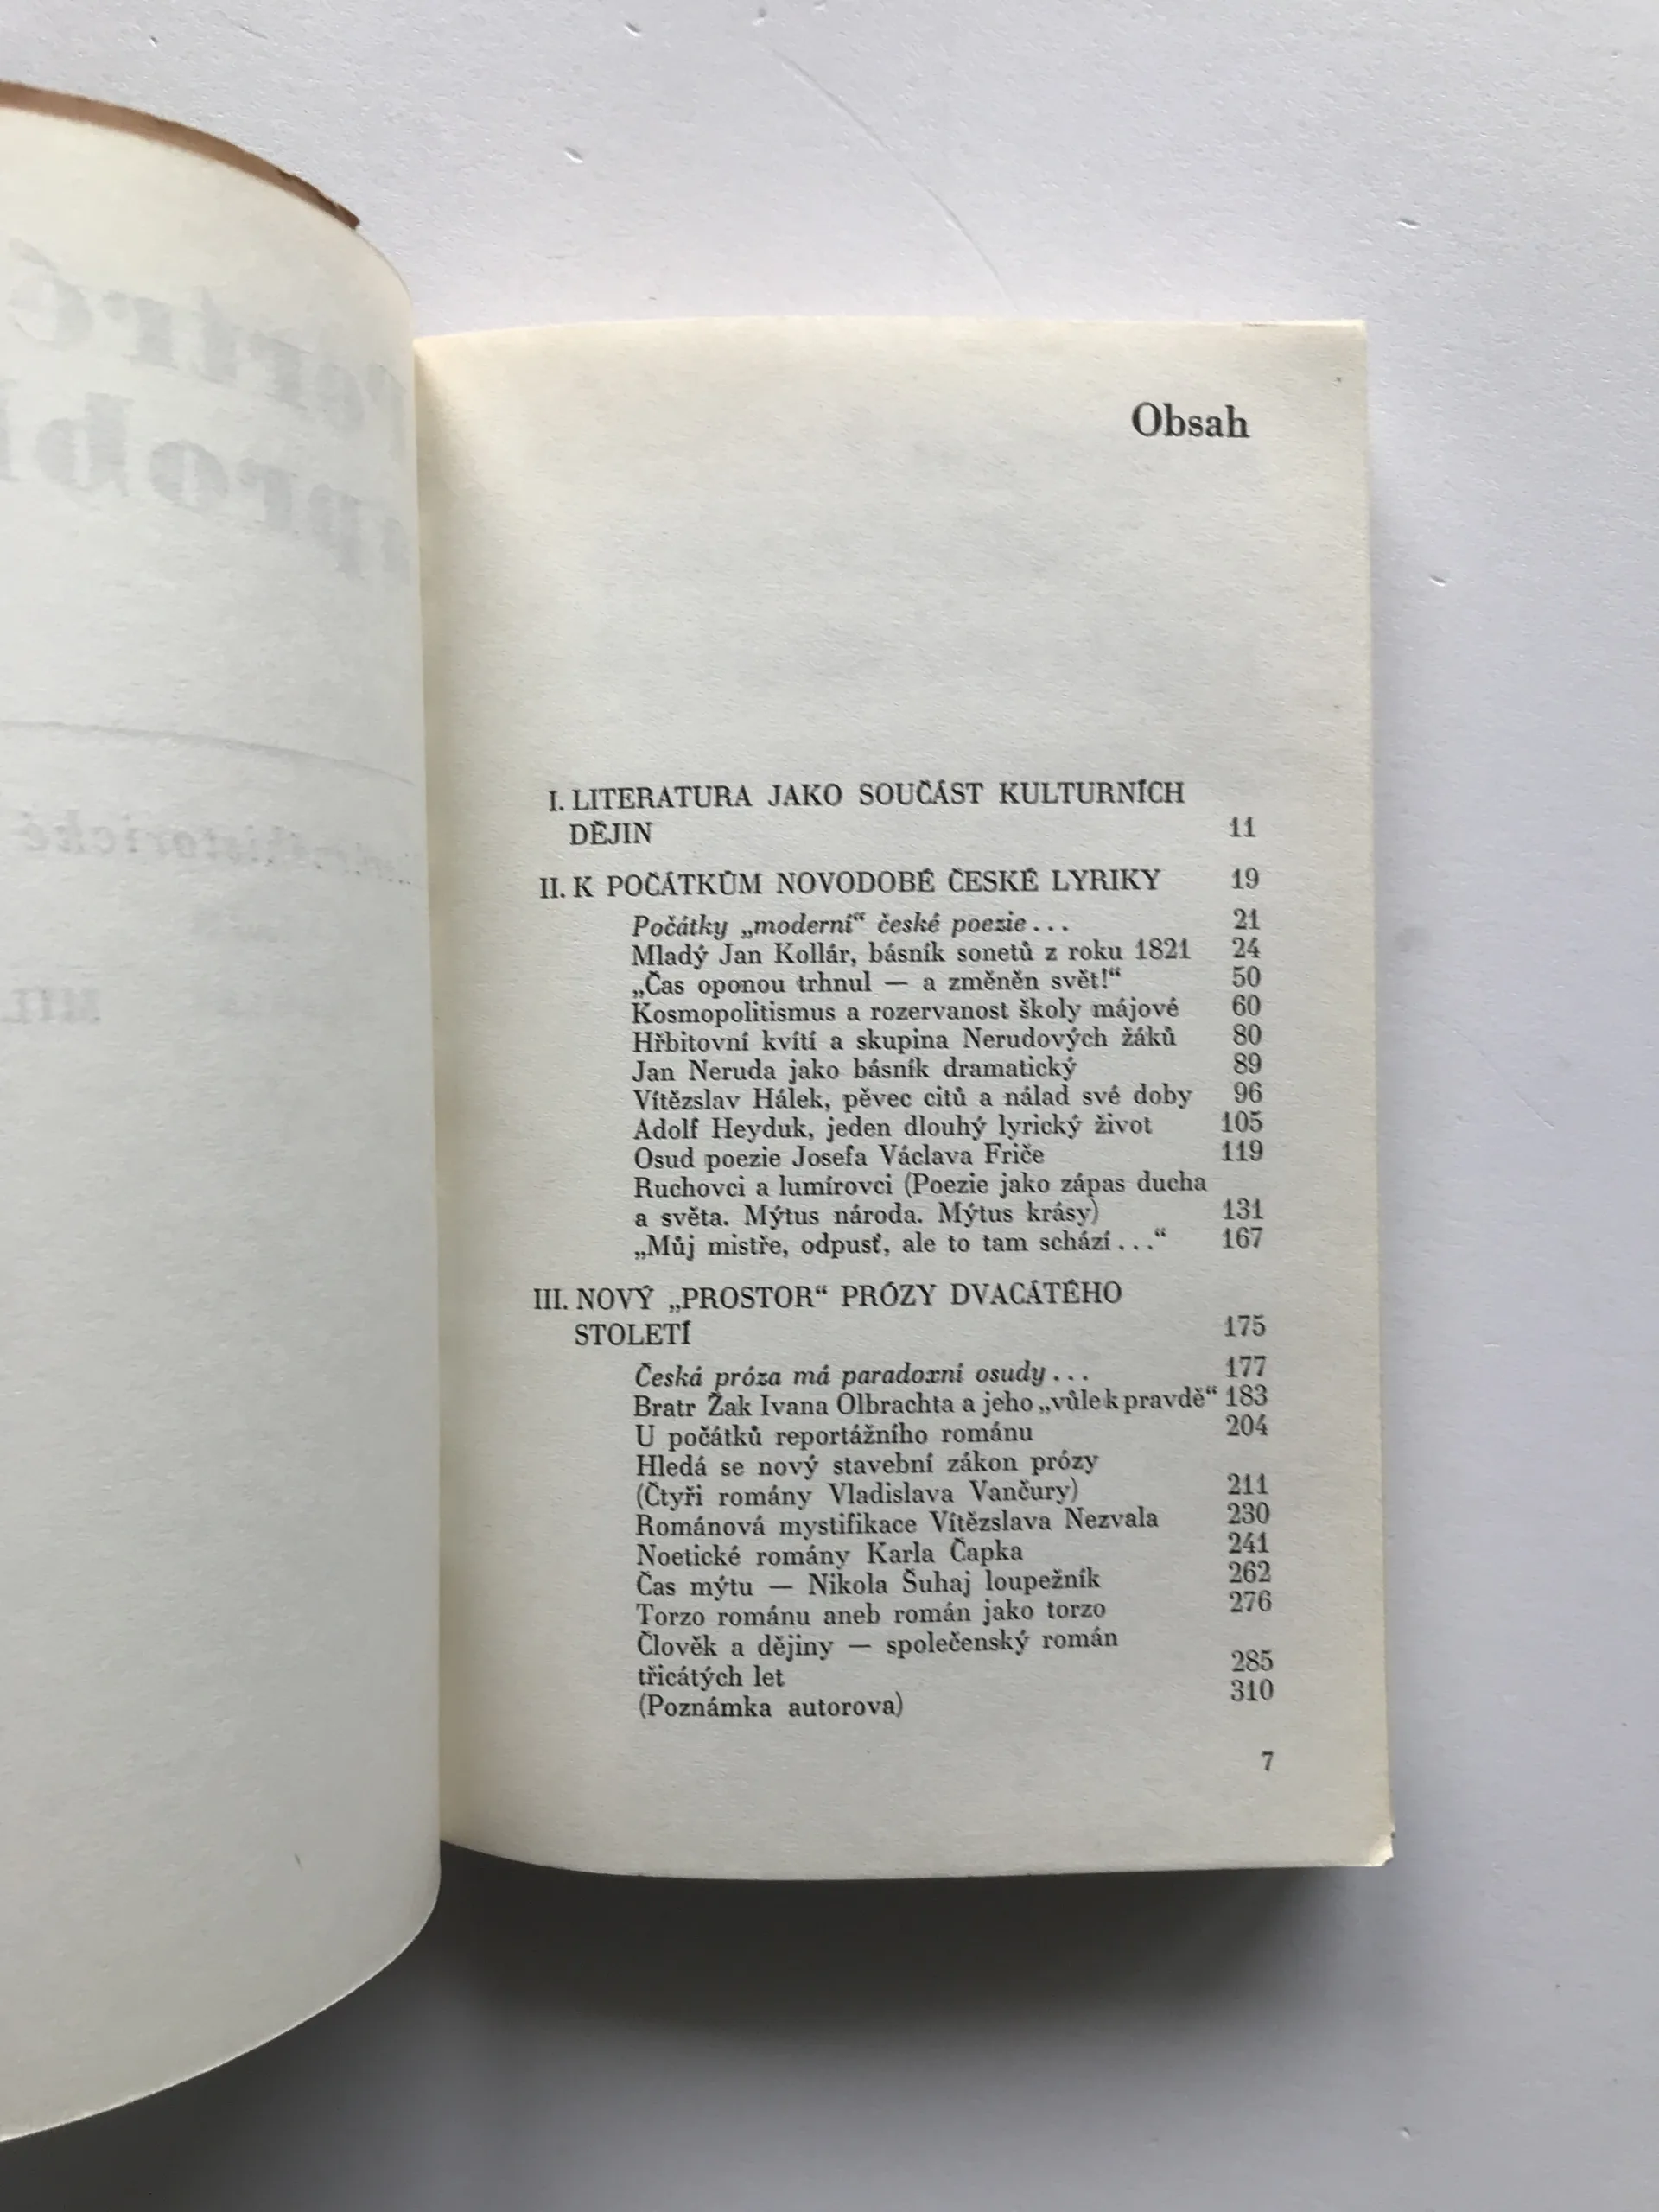 Obsah
I. LITERATURA JAKO SOUČÁST KULTURNÍCH
DĚJIN 11
II. K POČÁTKŮM NOVODOBÉ ČESKÉ LYRIKY 19
Počátky „moderní“ české poezie... 21
Mladý Jan Kollár, básník sonetů z roku 1821 24
„Čas oponou trhnul — a změněn svět!“ 50
Kosmopolitismus a rozervanost školy májové 60
Hřbitovní kvítí a skupina Nerudových žáků 80
Jan Neruda jako básník dramatický 89
Vítězslav Hálek, pěvec citů a nálad své doby 96
Adolf Heyduk, jeden dlouhý lyrický život 105
Osud poezie Josefa Václava Friče 119
Ruchovci a lumírovci (Poezie jako zápas ducha
a světa. Mýtus národa. Mýtus krásy) 131
„Můj mistře, odpusť, ale to tam schází...“ 167
III. NOVÝ „PROSTOR“ PRÓZY DVACÁTÉHO
STOLETÍ 175
Česká próza má paradoxní osudy... 177
Bratr Žak Ivana Olbrachta a jeho „vůle k pravdě“ 183
U počátků reportážního románu 204
Hledá se nový stavební zákon prózy
(Čtyři romány Vladislava Vančury) 211
Románová mystifikace Vítězslava Nezvala 230
Noetické romány Karla Čapka 241
Čas mýtu — Nikola Šuhaj loupežník 262
Torzo románu aneb román jako torzo 276
Člověk a dějiny — společenský román
třicátých let 285
(Poznámka autorova) 310
7